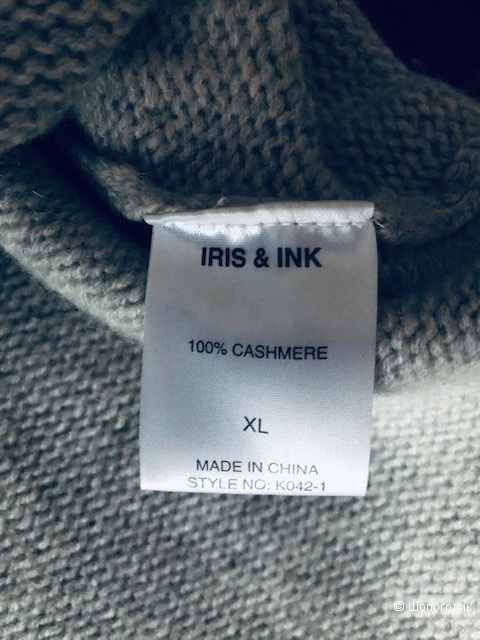 IRIS & INK
100% CASHMERE
XL
MADE IN CHINA
STYLE NO: K042-1
© Шопоголик